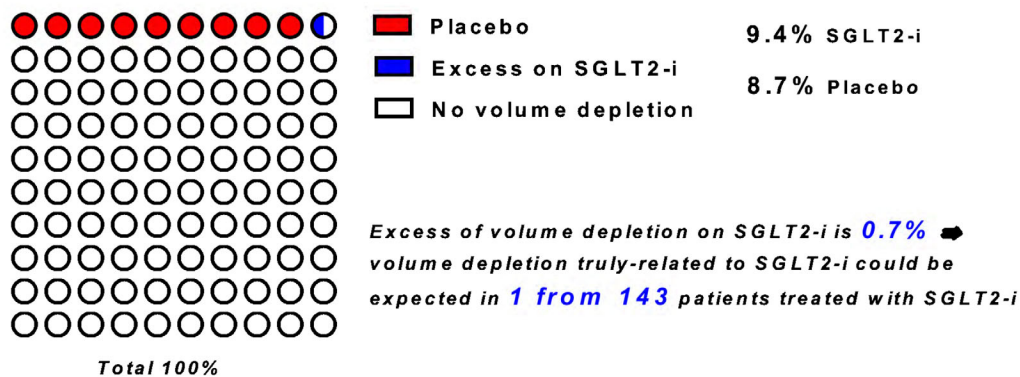 Placebo
Excess on SGLT2-i
No volume depletion
9.4% SGLT2-i
8.7% Placebo
Excess of volume depletion on SGLT2-i is 0.7%
volume depletion truly-related to SGLT2-i could be
expected in 1 from 143 patients treated with SGLT2-i
Total 100%